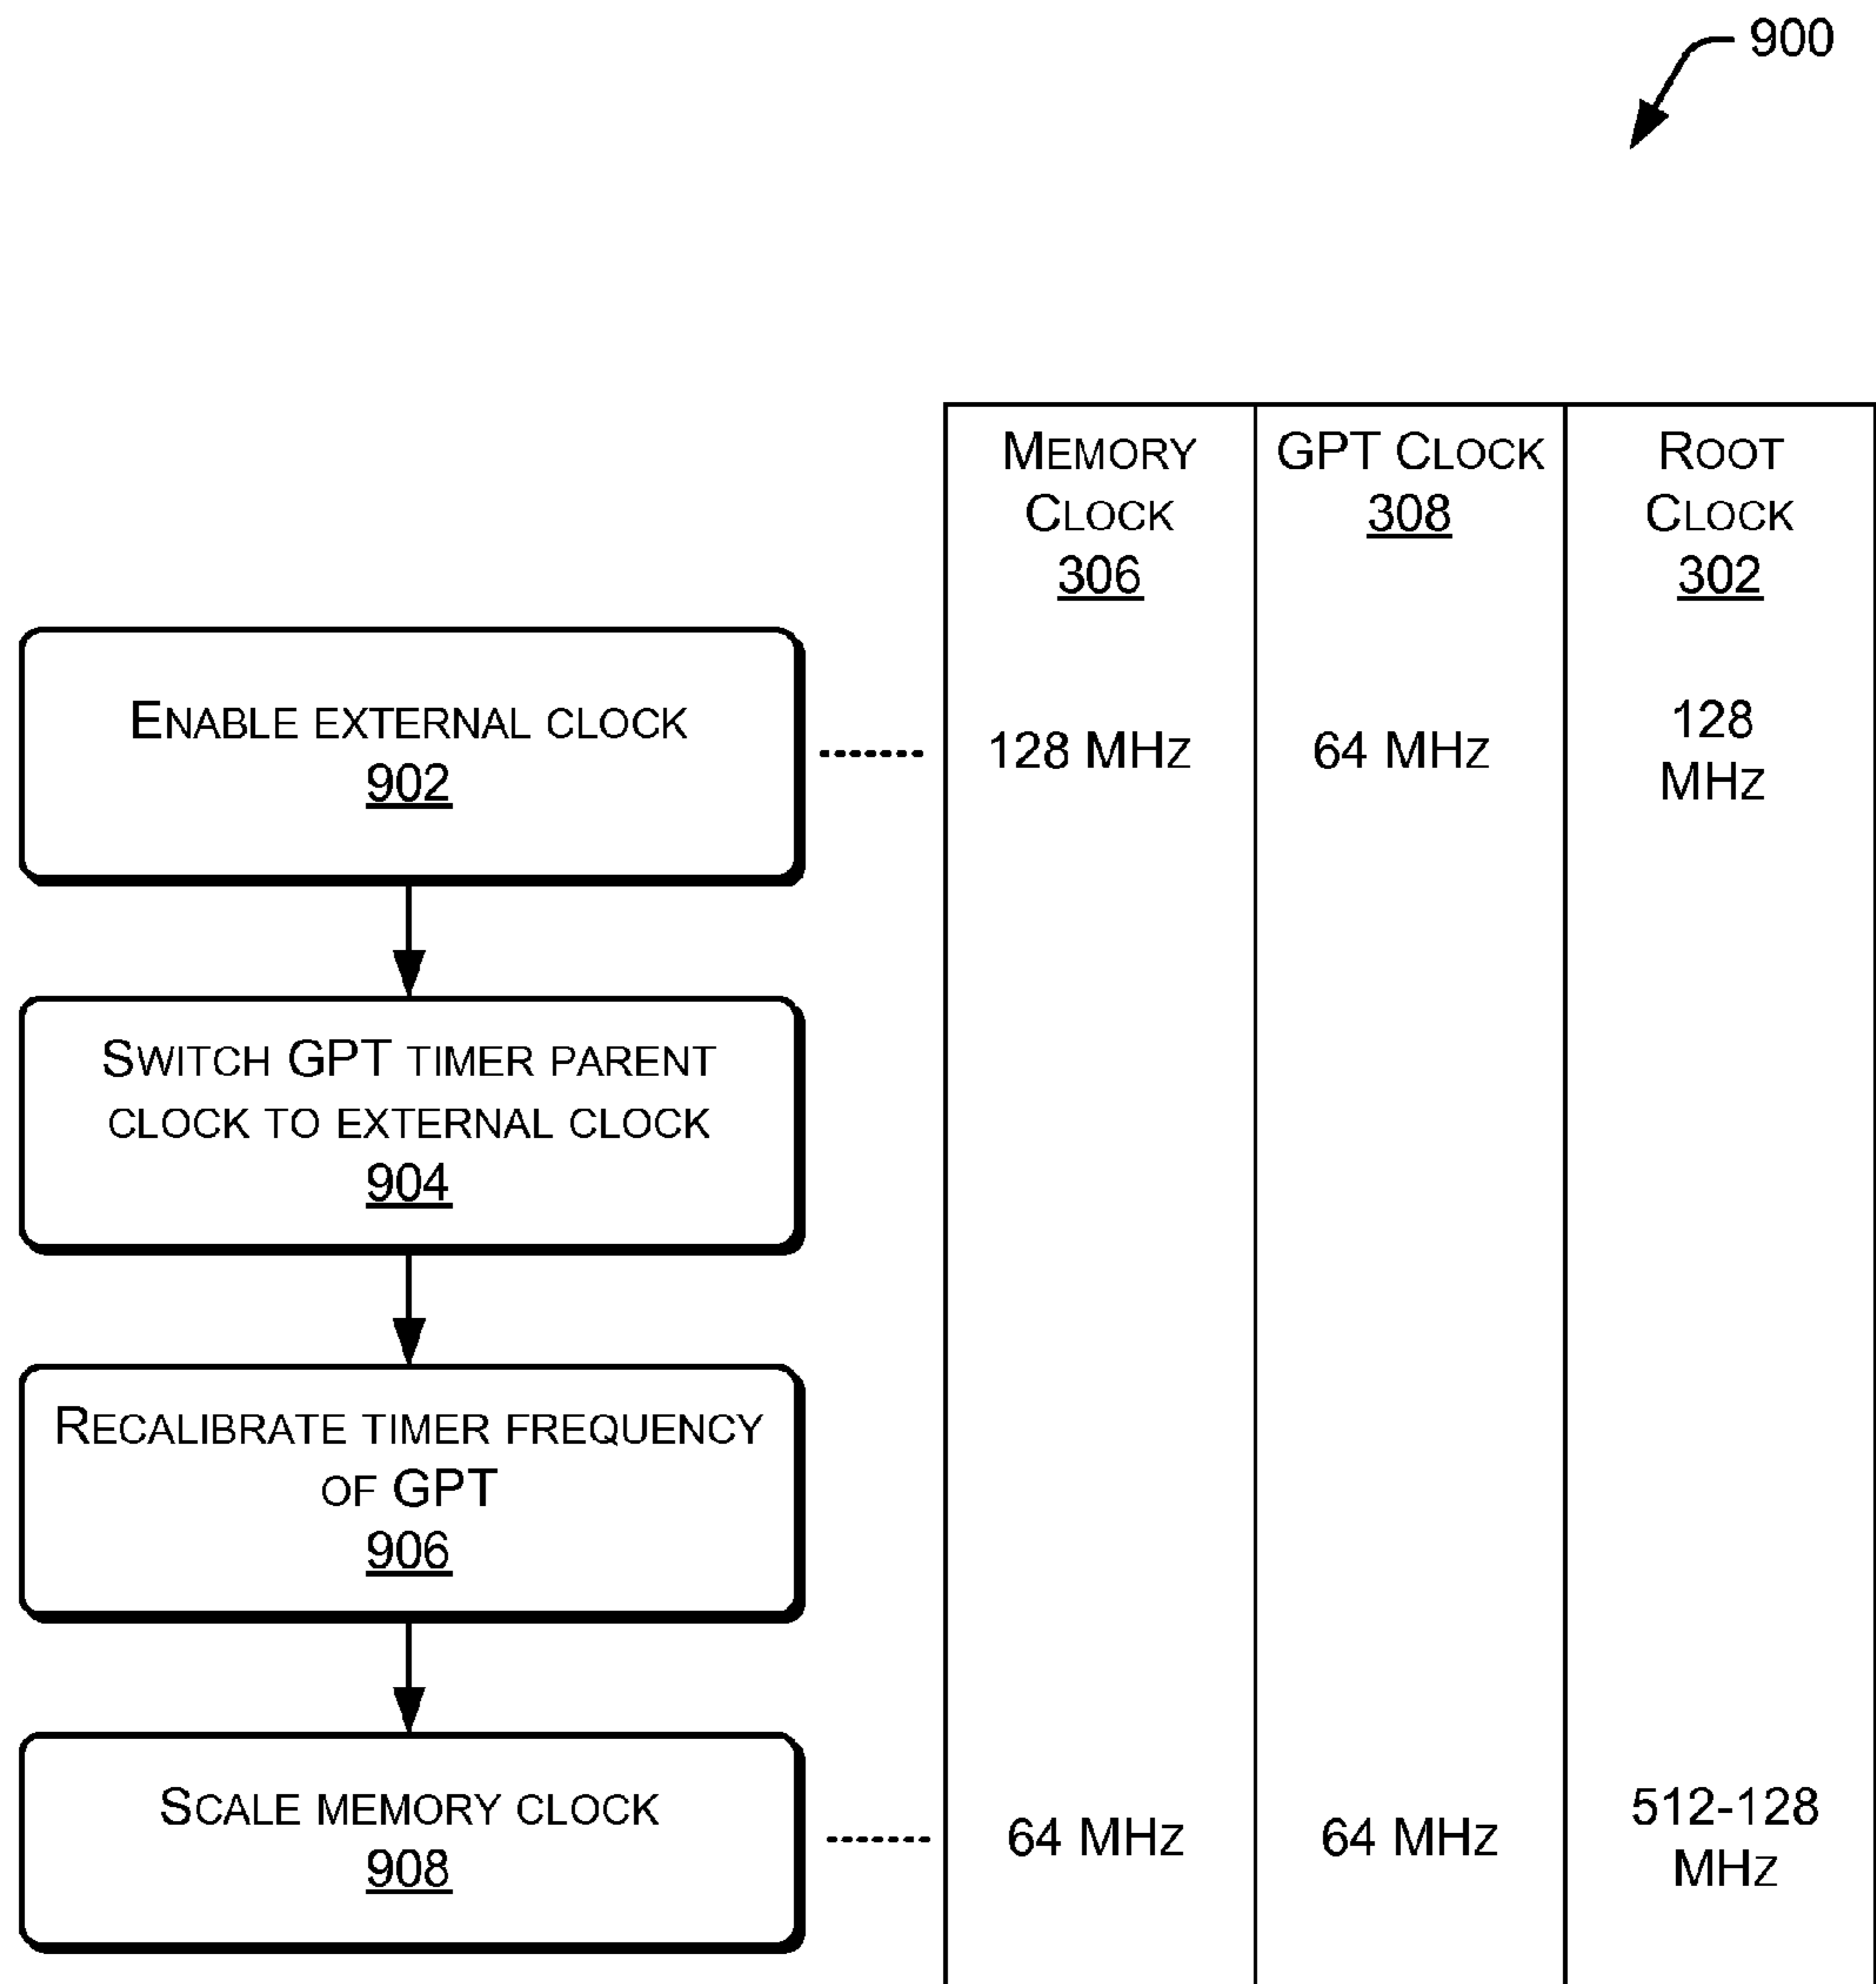 900
MEMORY
CLOCK
306
GPT CLOCK
308
ROOT
CLOCK
302
ENABLE EXTERNAL CLOCK
902
128 MHZ
64 MHZ
128
MHZ
SWITCH GPT TIMER PARENT
CLOCK TO EXTERNAL CLOCK
904
RECALIBRATE TIMER FREQUENCY
OF GPT
906
SCALE MEMORY CLOCK
908
64 MHZ
64 MHZ
512-128
MHZ